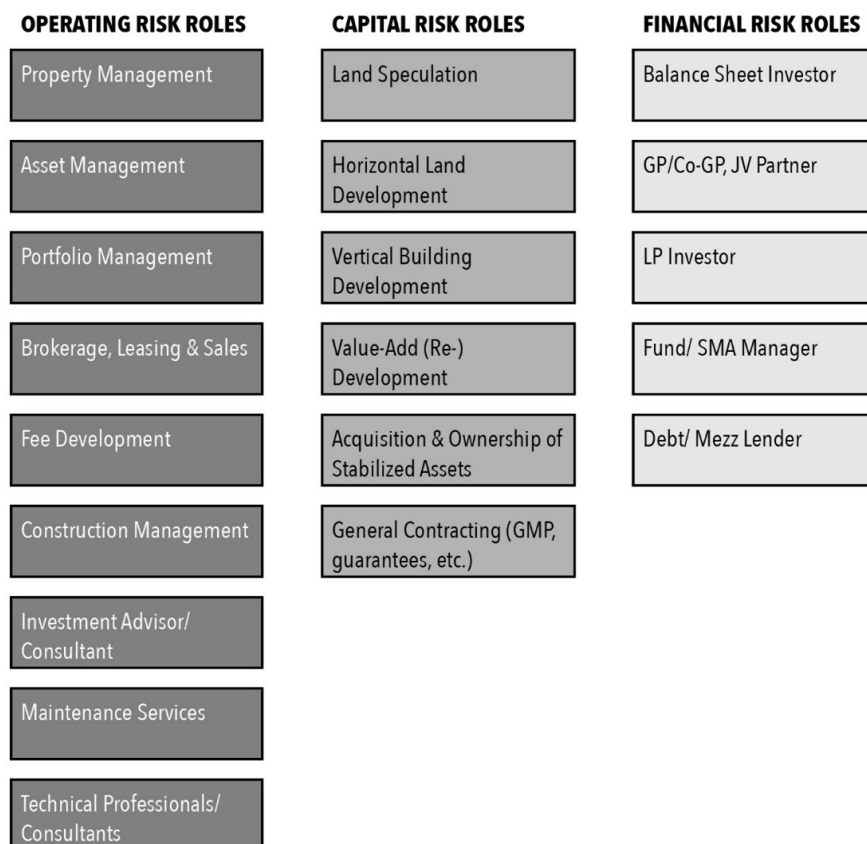 OPERATING RISK ROLES
Property Management
Asset Management
Portfolio Management
Brokerage, Leasing & Sales
Fee Development
Construction Management
Investment Advisor/
Consultant
Maintenance Services
Technical Professionals/
Consultants
CAPITAL RISK ROLES
Land Speculation
Horizontal Land
Development
Vertical Building
Development
Value-Add (Re-)
Development
Acquisition & Ownership of
Stabilized Assets
General Contracting (GMP,
guarantees, etc.)
FINANCIAL RISK ROLES
Balance Sheet Investor
GP/Co-GP, JV Partner
LP Investor
Fund/ SMA Manager
Debt/ Mezz Lender